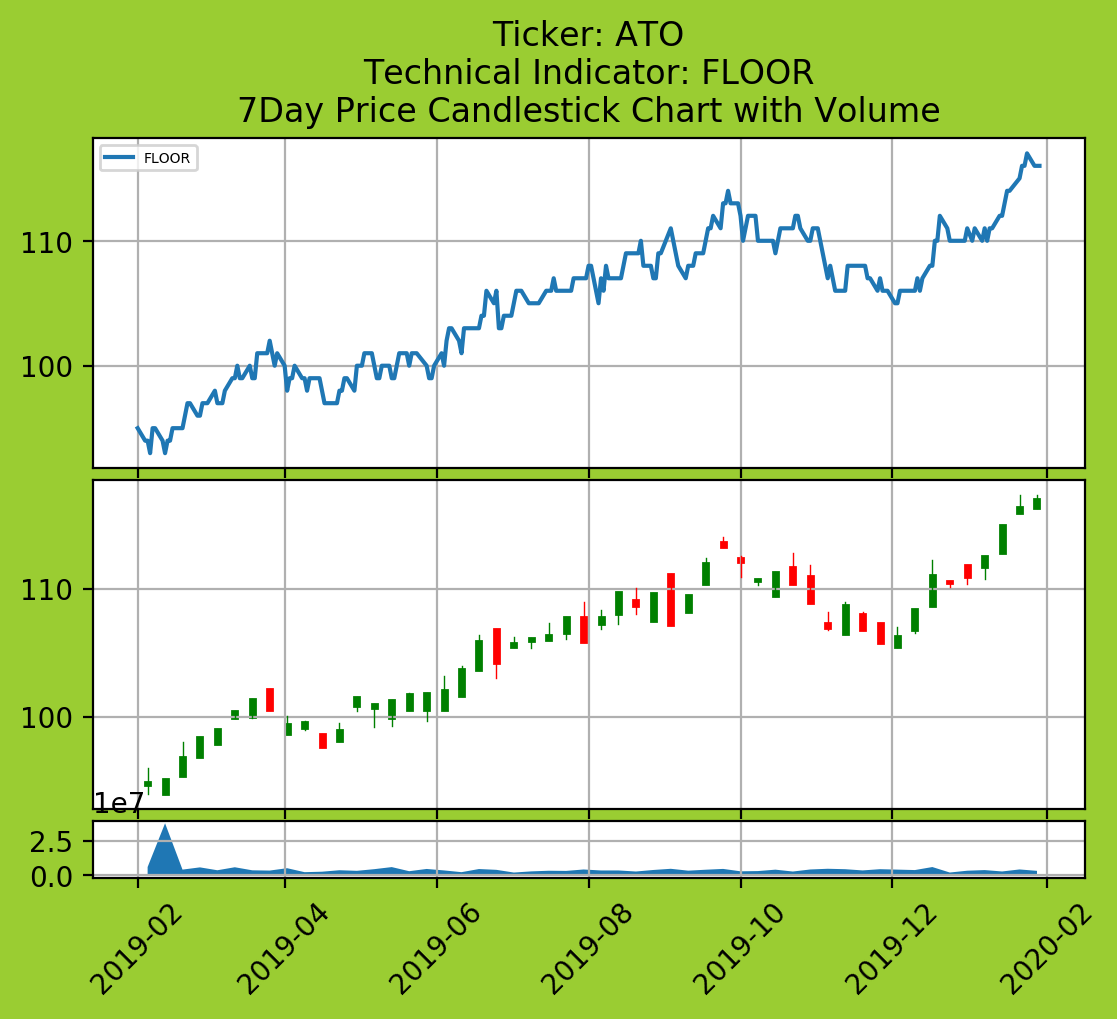 Ticker: ATO
Technical Indicator: FLOOR
7Day Price Candlestick Chart with Volume
FLOOR
110
100
110
100
1e7
2.5
0.0
2019-02
2019-04
2019-06
2019-08
2019-10
2019-12
2020-02